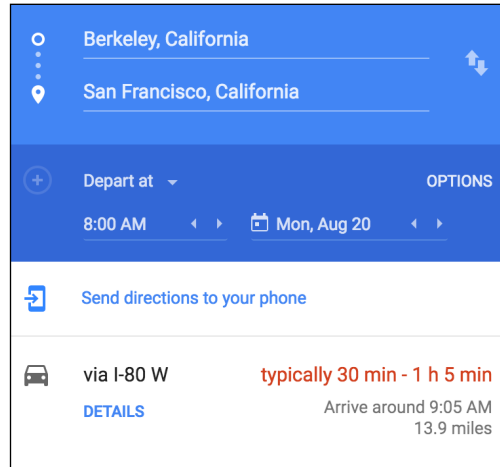 Berkeley, California
San Francisco, California
Depart at OPTIONS
8:00 AM Mon, Aug 20
Send directions to your phone
via I-80 W typically 30 min - 1 h 5 min
DETAILS Arrive around 9:05 AM
13.9 miles